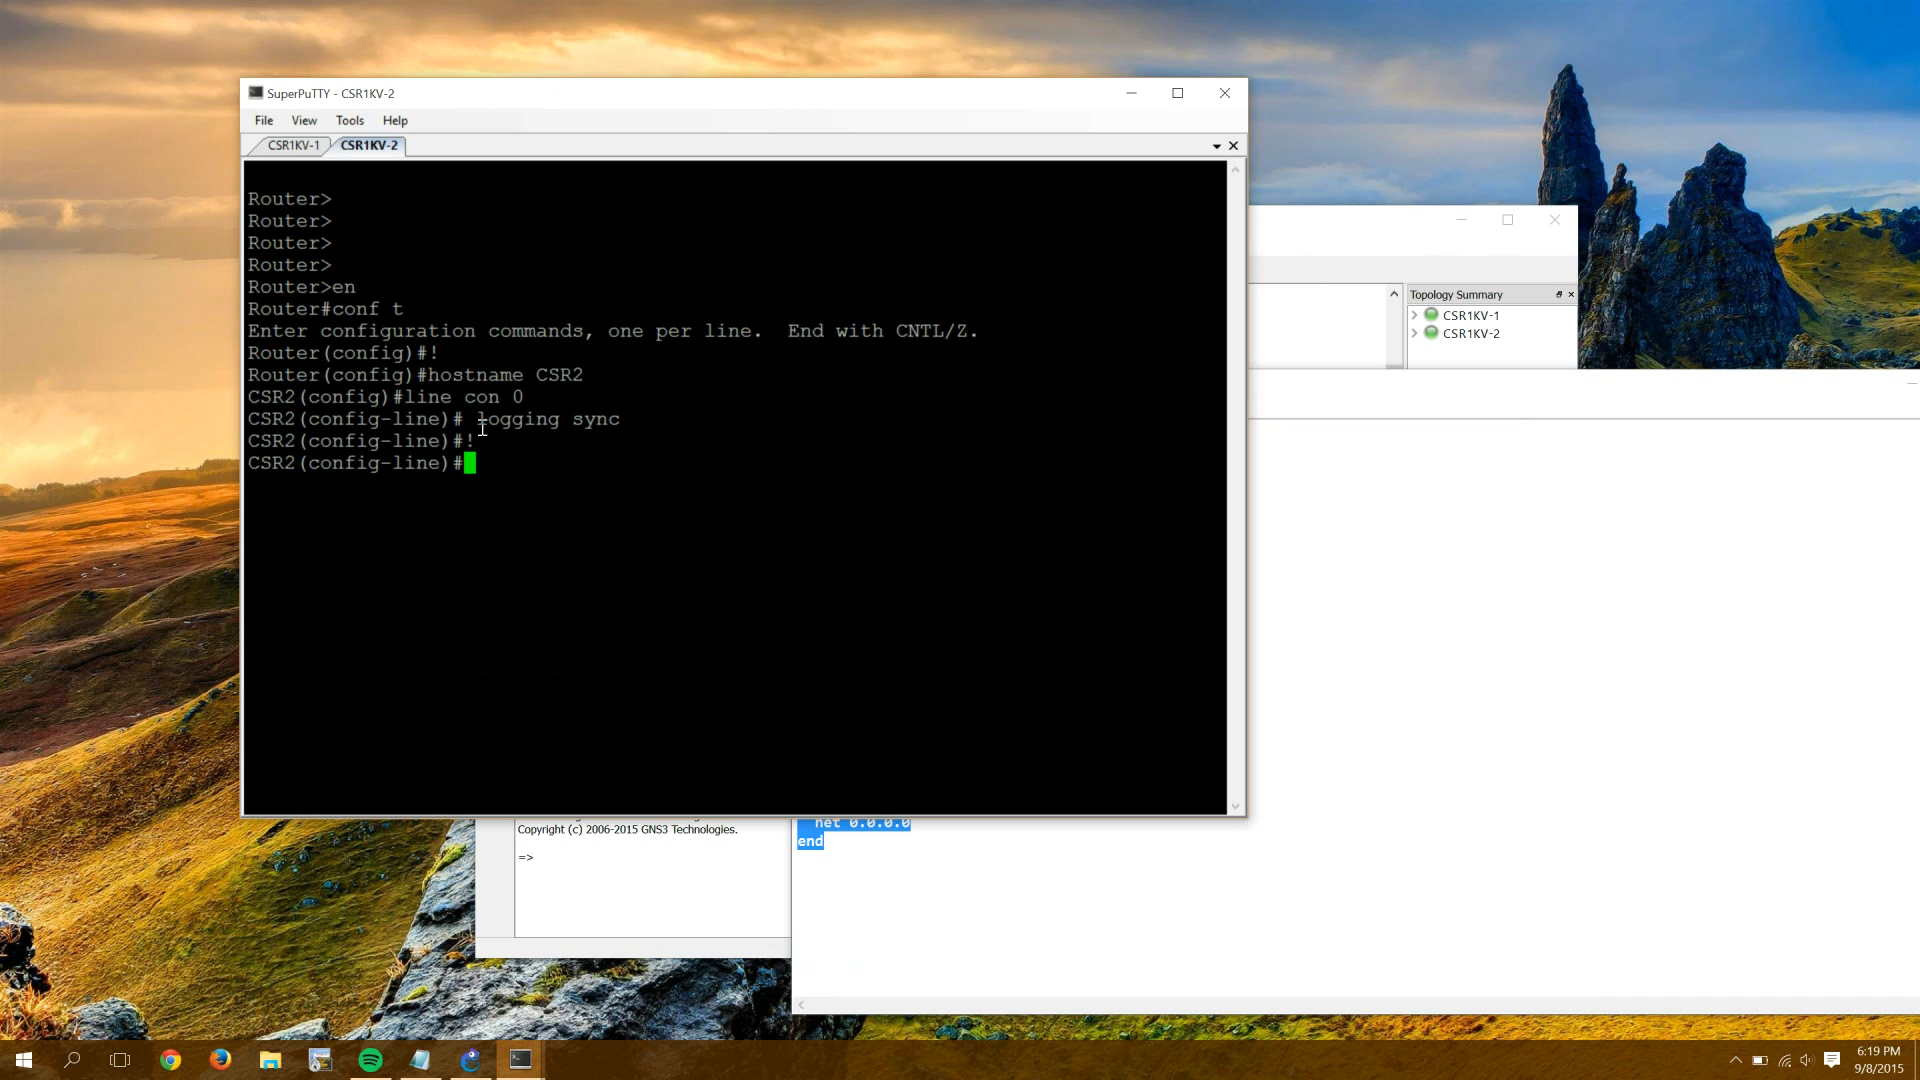 SuperPuTTY - CSR1KV-2
File View Tools Help
CSR1KV-1 CSR1KV-2
Router>
Router>
Router>
Router>
Router>en
Router#conf t
Enter configuration commands, one per line.  End with CNTL/Z.
Router(config)#!
Router(config)#hostname CSR2
CSR2(config)#line con 0
CSR2(config-line)# logging sync
CSR2(config-line)#!
CSR2(config-line)#
Topology Summary
CSR1KV-1
CSR1KV-2
Copyright (c) 2006-2015 GNS3 Technologies.
=>
net 0.0.0.0
end
6:19 PM
9/8/2015